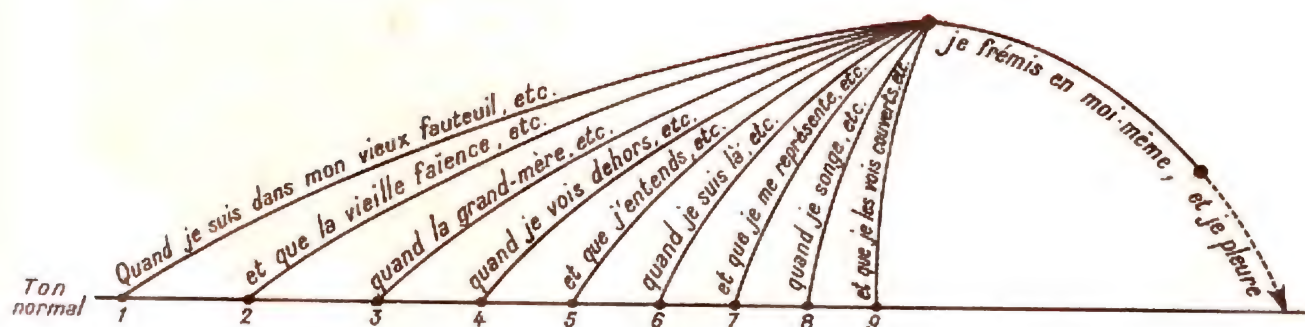 Quand je suis dans mon vieux fauteuil, etc.
et que la vieille faïence, etc.
quand la grand-mère, etc.
quand je vois dehors, etc.
et que j'entends, etc.
quand je suis là, etc.
et que je me représente, etc.
quand je songe, etc.
et que je les vois couverts, etc.
je frémis en moi-même,
et je pleure
Ton
normal
1 2 3 4 5 6 7 8 9